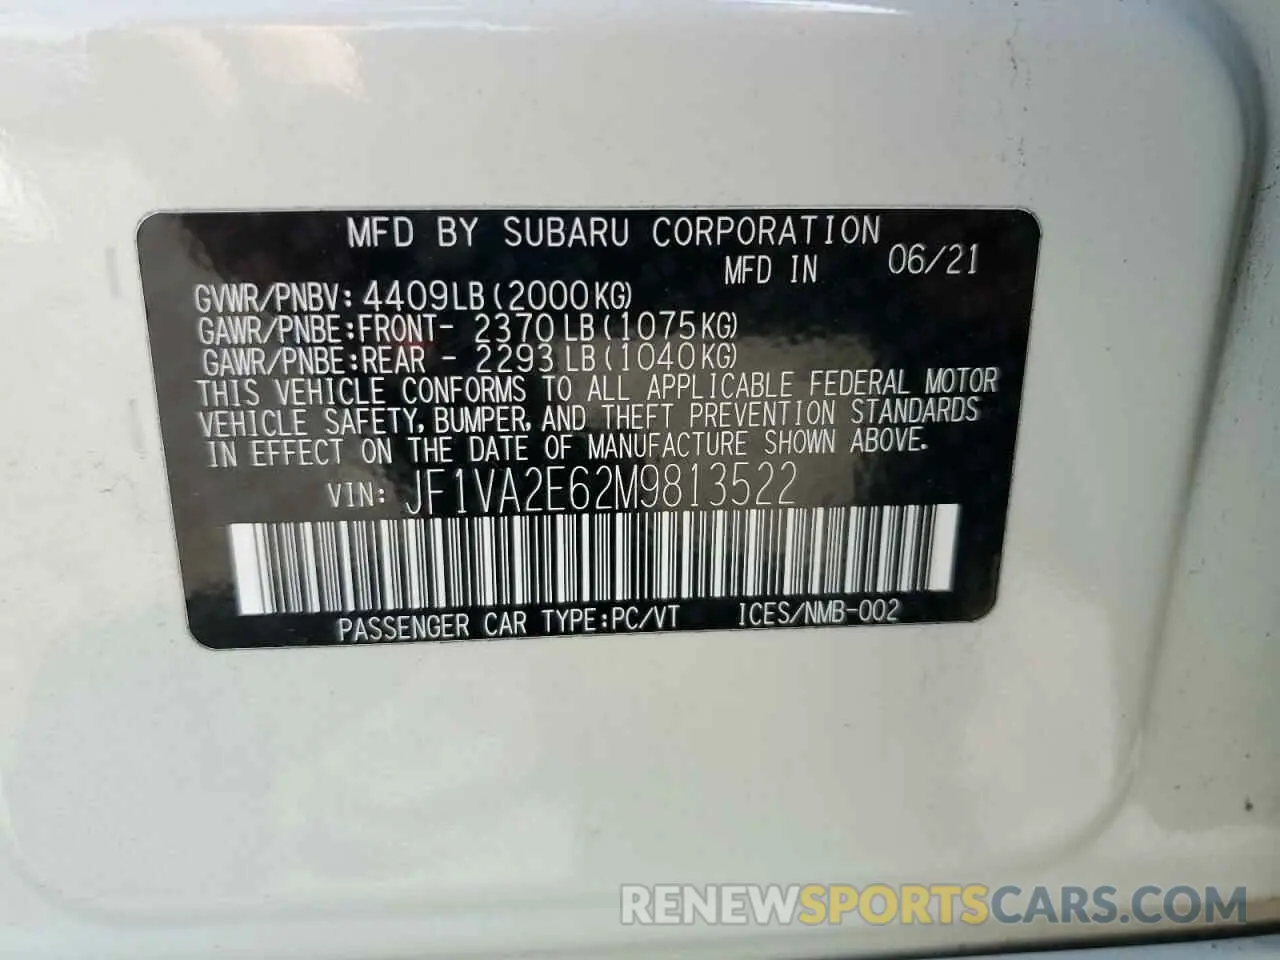 MFD BY SUBARU CORPORATION
MFD IN 06/21
GVWR/PNBV: 4409LB(2000KG)
GAWR/PNBE:FRONT- 2370LB(1075KG)
GAWR/PNBE:REAR - 2293LB(1040KG)
THIS VEHICLE CONFORMS TO ALL APPLICABLE FEDERAL MOTOR
VEHICLE SAFETY, BUMPER, AND THEFT PREVENTION STANDARDS
IN EFFECT ON THE DATE OF MANUFACTURE SHOWN ABOVE.
VIN: JF1VA2E62M9813522
PASSENGER CAR TYPE:PC/VT ICES/NMB-002
RENEWSPORTSCARS.COM